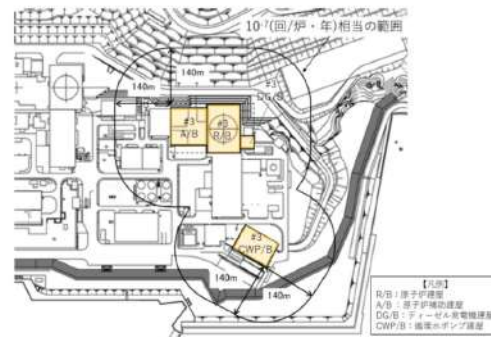 10⁻⁷(回/炉・年)相当の範囲
140m
140m
#3
DG/B
#3
A/B
#3
R/B
#3
CWP/B
140m
140m
【凡例】
R/B：原子炉建屋
A/B：原子炉補助建屋
DG/B：ディーゼル発電機建屋
CWP/B：循環水ポンプ建屋